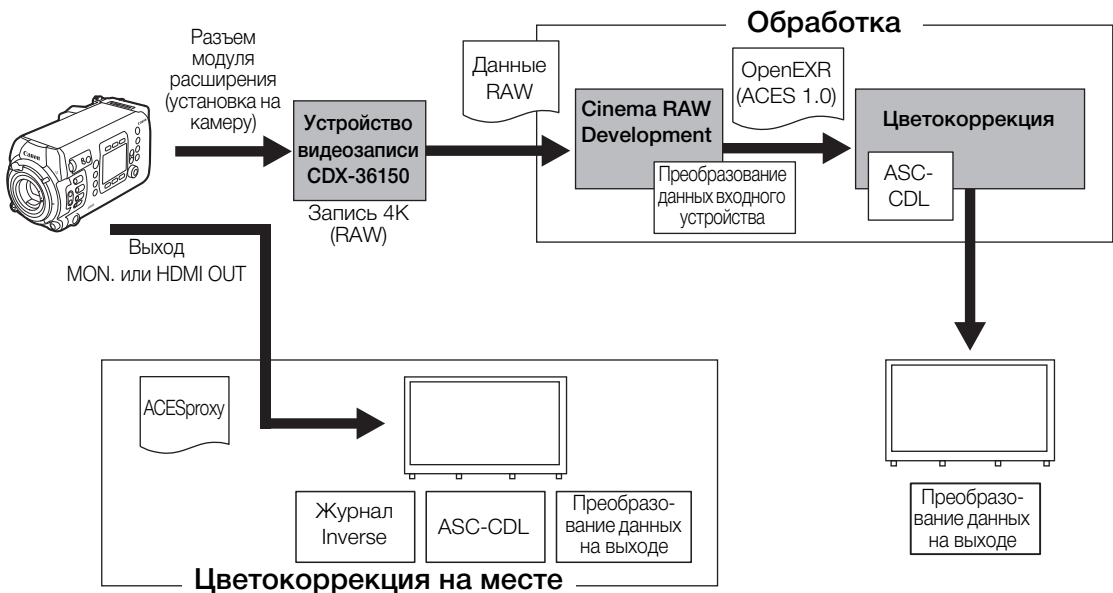 Обработка
Разъем
модуля
расширения
(установка на
камеру)
Canon
Устройство
видеозаписи
CDX-36150
Запись 4K
(RAW)
Данные
RAW
Cinema RAW
Development
Преобразование
данных входного
устройства
OpenEXR
(ACES 1.0)
Цветокоррекция
ASC-
CDL
Выход
MON. или HDMI OUT
ACESproxy
Журнал
Inverse
ASC-CDL
Преобразо-
вание данных
на выходе
Цветокоррекция на месте
Преобразо-
вание данных
на выходе